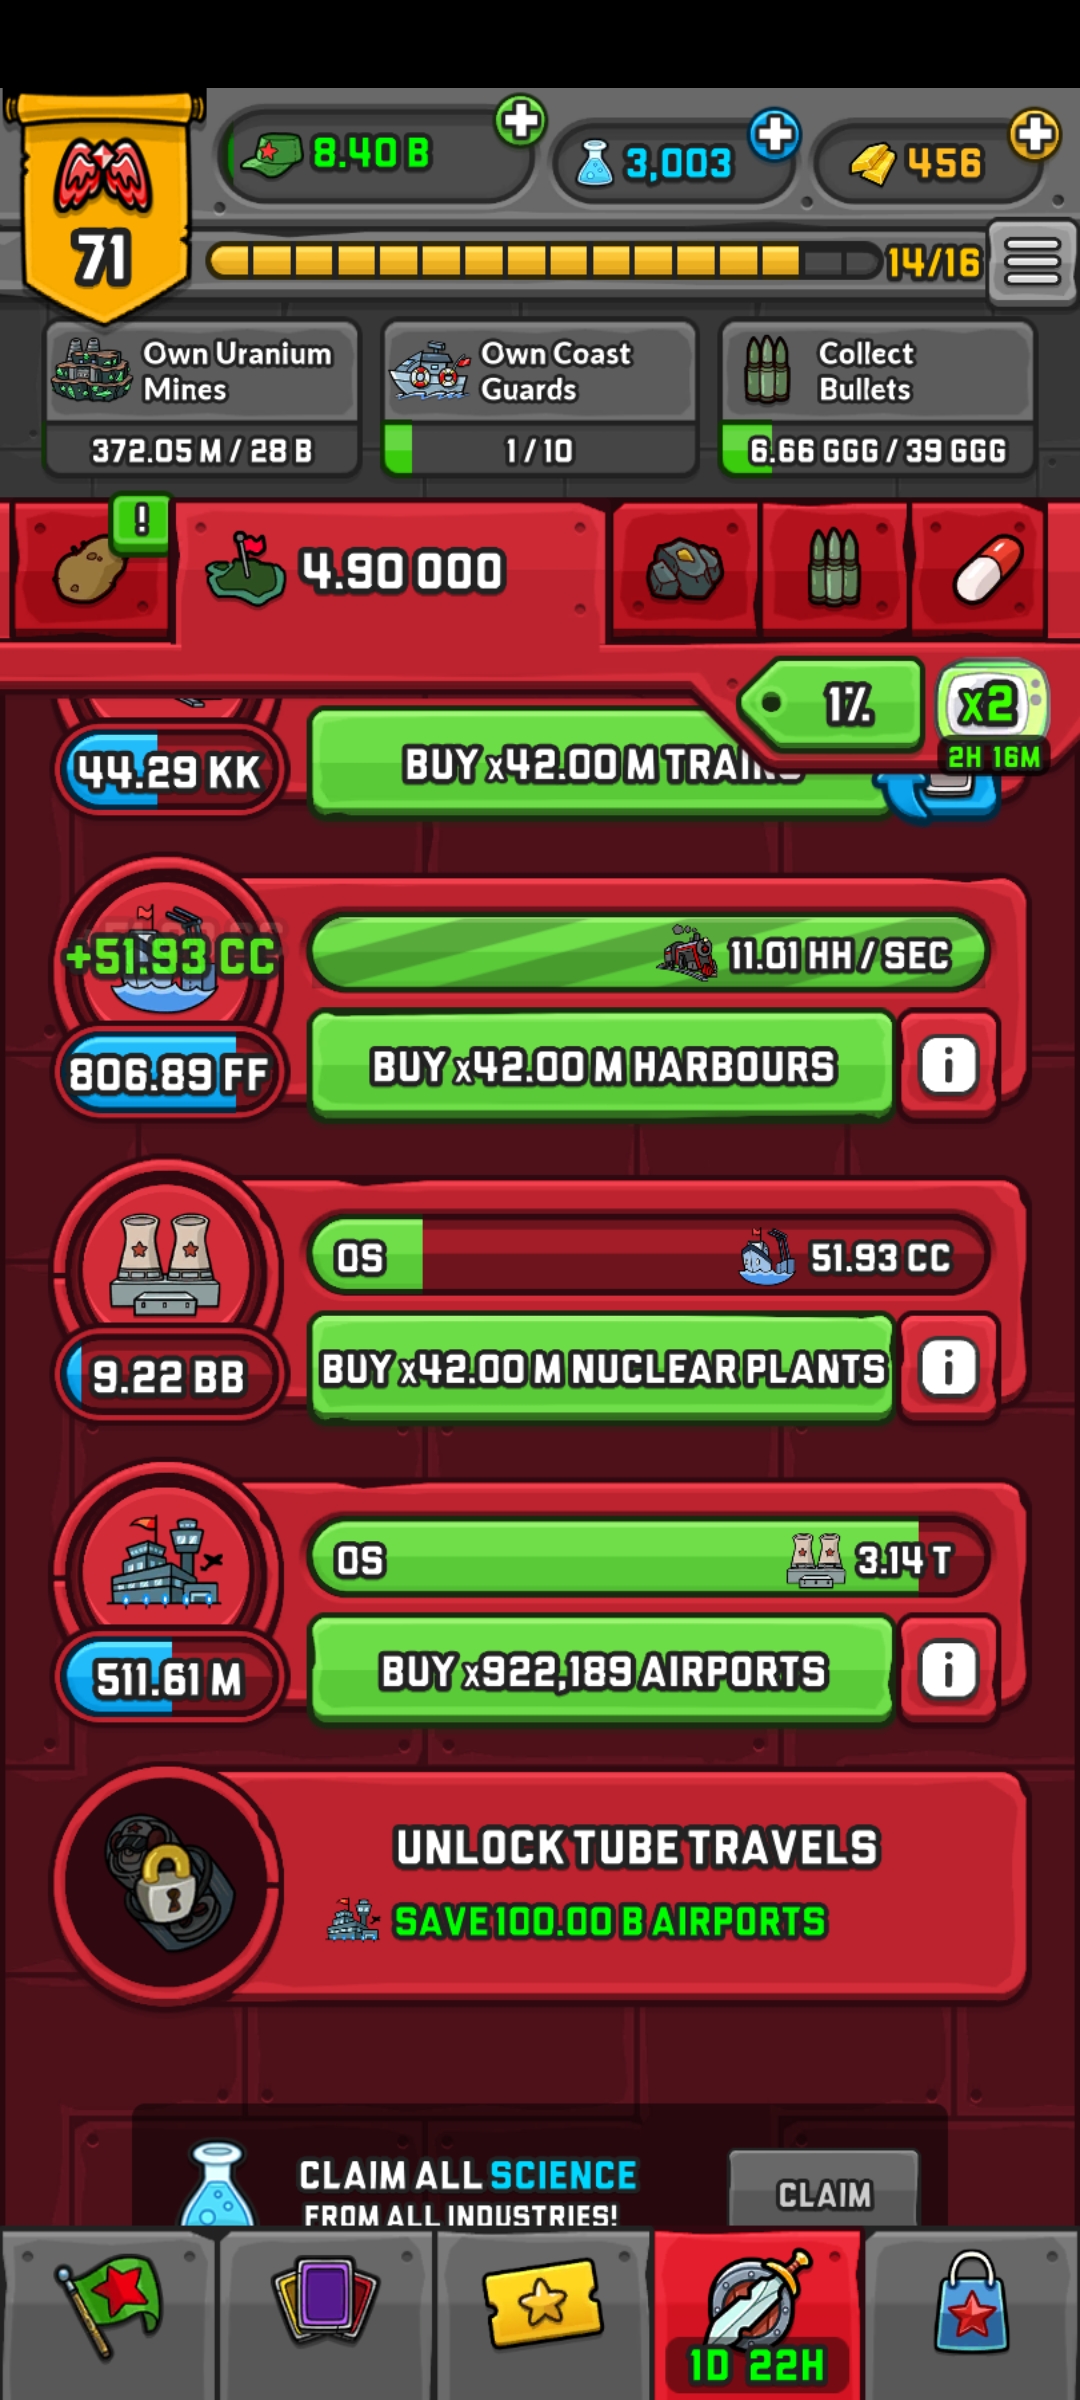 8.40 B
3,003
456
71
14/16
Own Uranium
Mines
372.05 M / 28 B
Own Coast
Guards
1 / 10
Collect
Bullets
6.66 GGG / 39 GGG
!
4.90 OOO
1%
x2
2H 16M
44.29 KK
BUY x42.00 M TRAINS
+51.93 CC
11.01 HH / SEC
806.89 FF
BUY x42.00 M HARBOURS
i
0S
51.93 CC
9.22 BB
BUY x42.00 M NUCLEAR PLANTS
i
0S
3.14 T
511.61 M
BUY x922,189 AIRPORTS
i
UNLOCK TUBE TRAVELS
SAVE 100.00 B AIRPORTS
CLAIM ALL SCIENCE
FROM ALL INDUSTRIES!
CLAIM
1D 22H